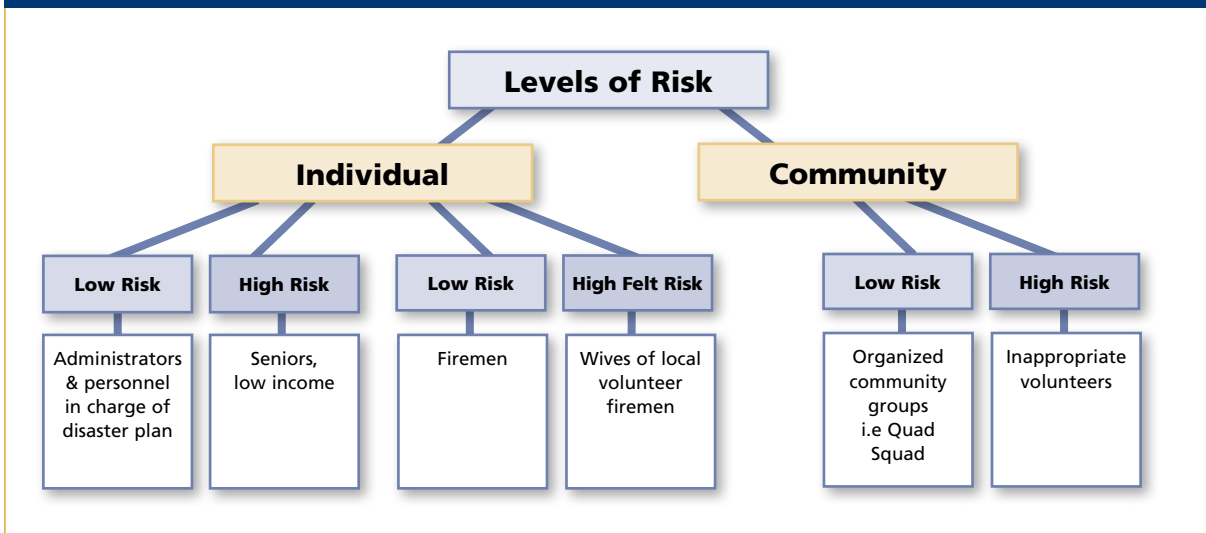 Levels of Risk
Individual
Community
Low Risk
High Risk
Low Risk
High Felt Risk
Low Risk
High Risk
Administrators
& personnel
in charge of
disaster plan
Seniors,
low income
Firemen
Wives of local
volunteer
firemen
Organized
community
groups
i.e Quad
Squad
Inappropriate
volunteers